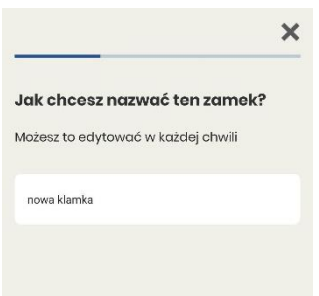 Jak chcesz nazwać ten zamek?
Możesz to edytować w każdej chwili
nowa klamka